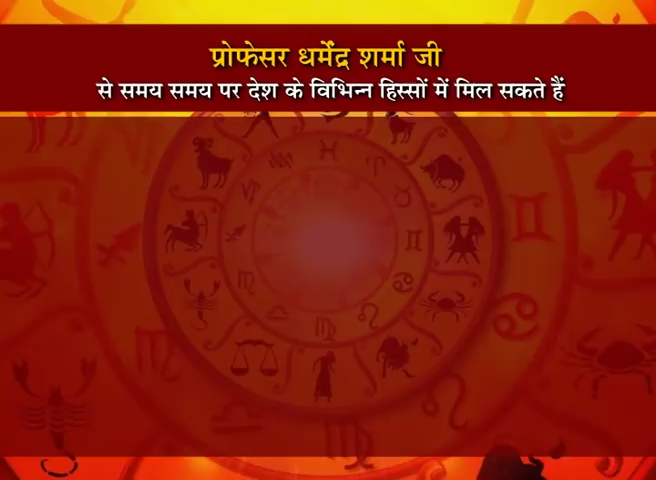 प्रोफेसर धर्मेंद्र शर्मा जी
से समय समय पर देश के विभिन्न हिस्सों में मिल सकते हैं